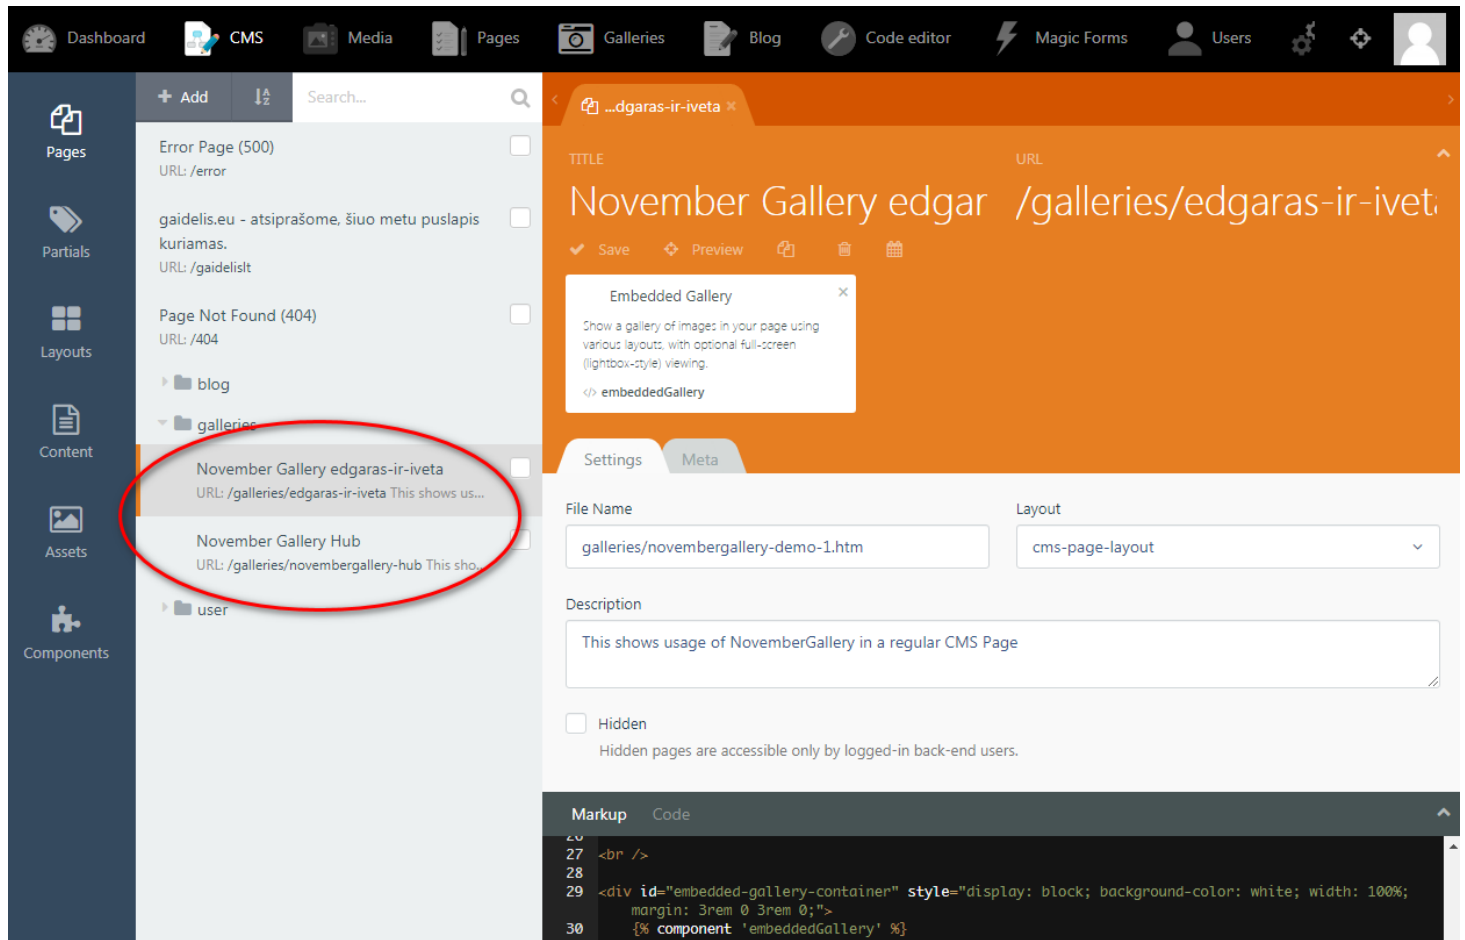 Dashboard CMS Media Pages Galleries Blog Code editor Magic Forms Users
Pages
Partials
Layouts
Content
Assets
Components
+ Add Search...
Error Page (500)
URL: /error
gaidelis.eu - atsiprašome, šiuo metu puslapis
kuriamas.
URL: /gaidelislt
Page Not Found (404)
URL: /404
blog
galleries
November Gallery edgaras-ir-iveta
URL: /galleries/edgaras-ir-iveta This shows us...
November Gallery Hub
URL: /galleries/novembergallery-hub This sho...
user
...dgaras-ir-iveta ×
TITLE
November Gallery edgar
URL
/galleries/edgaras-ir-iveta
Save Preview
Embedded Gallery ×
Show a gallery of images in your page using
various layouts, with optional full-screen
(lightbox-style) viewing.
</> embeddedGallery
Settings Meta
File Name
galleries/novembergallery-demo-1.htm
Layout
cms-page-layout
Description
This shows usage of NovemberGallery in a regular CMS Page
Hidden
Hidden pages are accessible only by logged-in back-end users.
Markup Code
26
27 <br />
28
29 <div id="embedded-gallery-container" style="display: block; background-color: white; width: 100%;
margin: 3rem 0 3rem 0;">
30 {% component 'embeddedGallery' %}